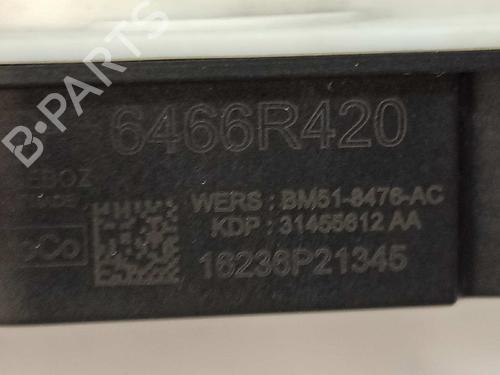 B-PARTS
6466R420
WERS : BM51-8476-AC
KDP : 31455612 AA
16236P21345